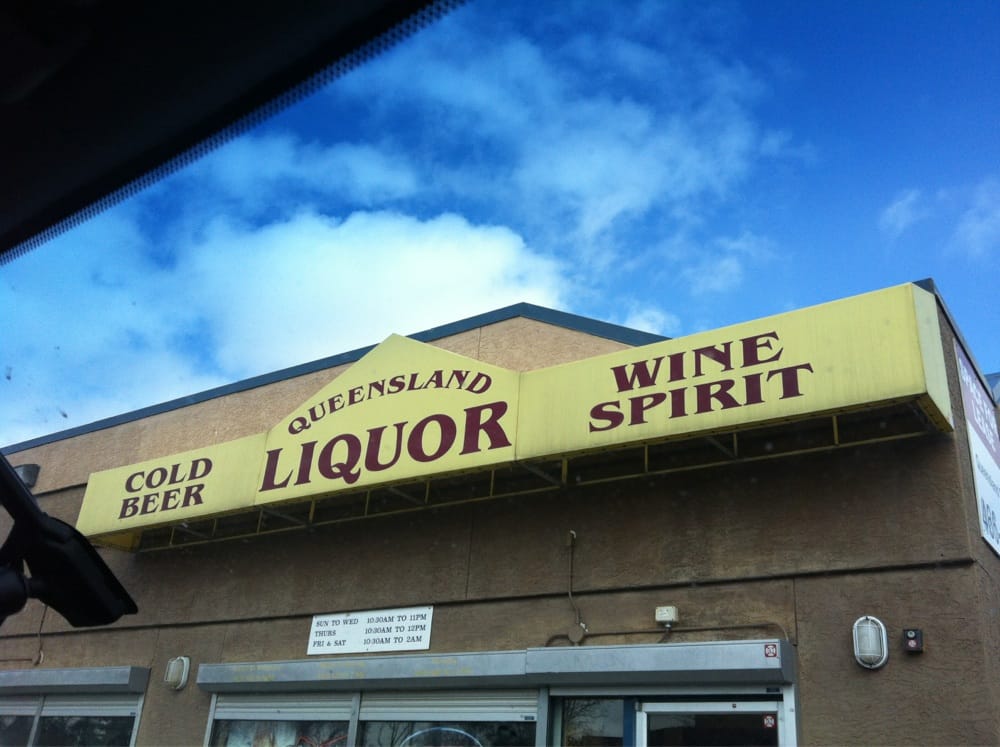 COLD
BEER
QUEENSLAND
LIQUOR
WINE
SPIRIT
SUN TO WED 10:30AM TO 11PM
THURS 10:30AM TO 12PM
FRI & SAT 10:30AM TO 2AM